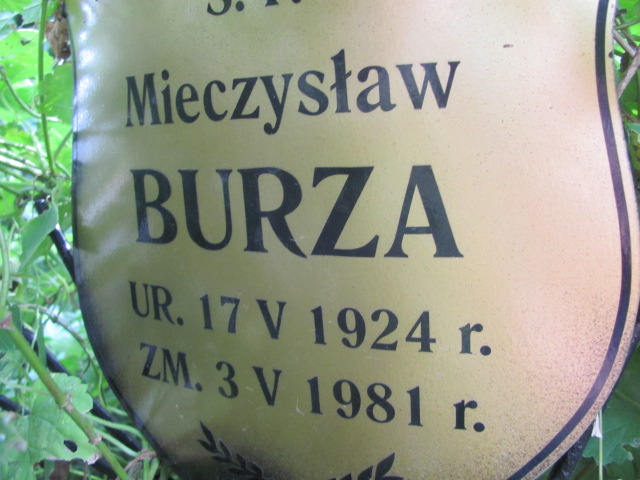 Ś. P.
Mieczysław
BURZA
UR. 17 V 1924 r.
ZM. 3 V 1981 r.